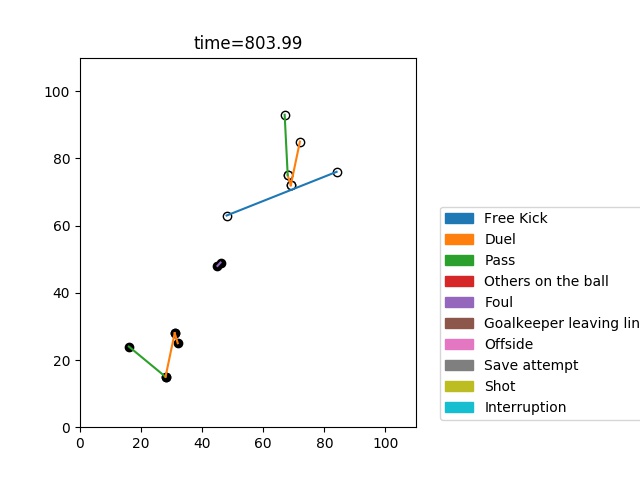 time=803.99
100
80
60
40
20
0
0 20 40 60 80 100
Free Kick
Duel
Pass
Others on the ball
Foul
Goalkeeper leaving lin
Offside
Save attempt
Shot
Interruption